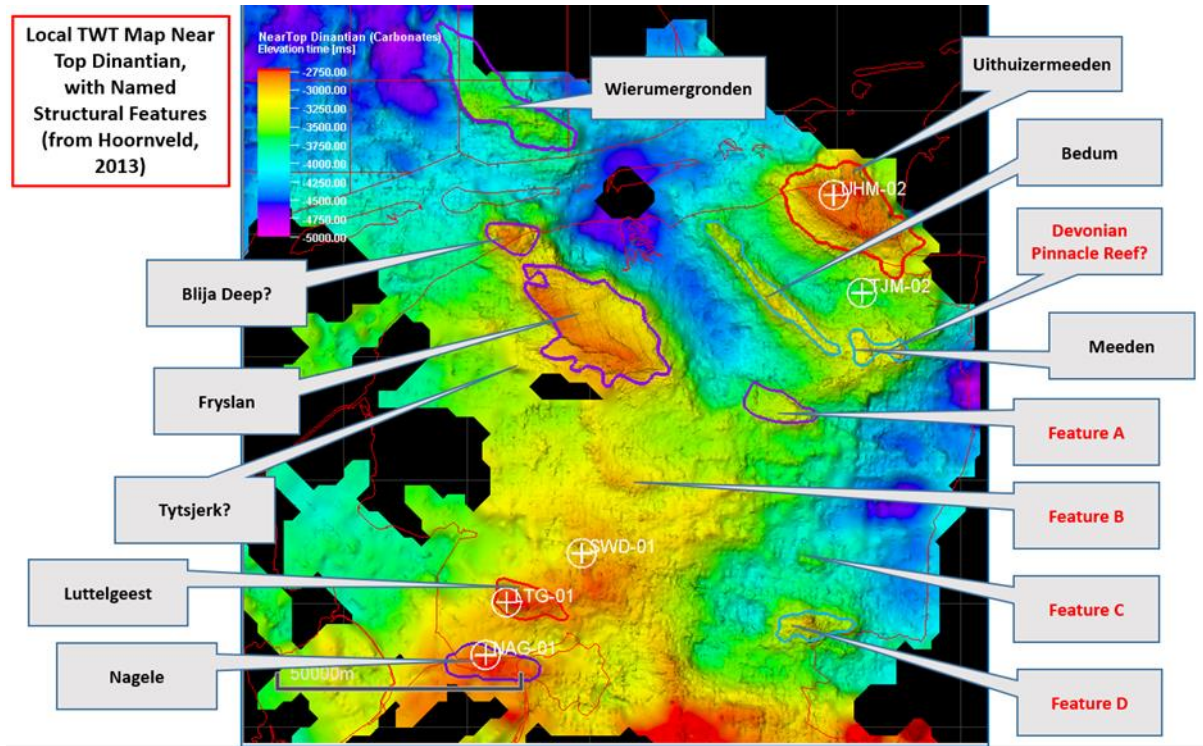 Local TWT Map Near
Top Dinantian,
with Named
Structural Features
(from Hoornveld,
2013)
NearTop Dinantian (Carbonates)
Elevation time [ms]
-2750.00
-3000.00
-3250.00
-3500.00
-3750.00
-4000.00
-4250.00
-4500.00
-4750.00
-5000.00
Wierumergronden
Uithuizermeeden
Bedum
Devonian
Pinnacle Reef?
Meeden
Feature A
Feature B
Feature C
Feature D
Blija Deep?
Fryslan
Tytsjerk?
Luttelgeest
Nagele
UHM-02
TJM-02
SWD-01
LTG-01
NAG-01
50000m